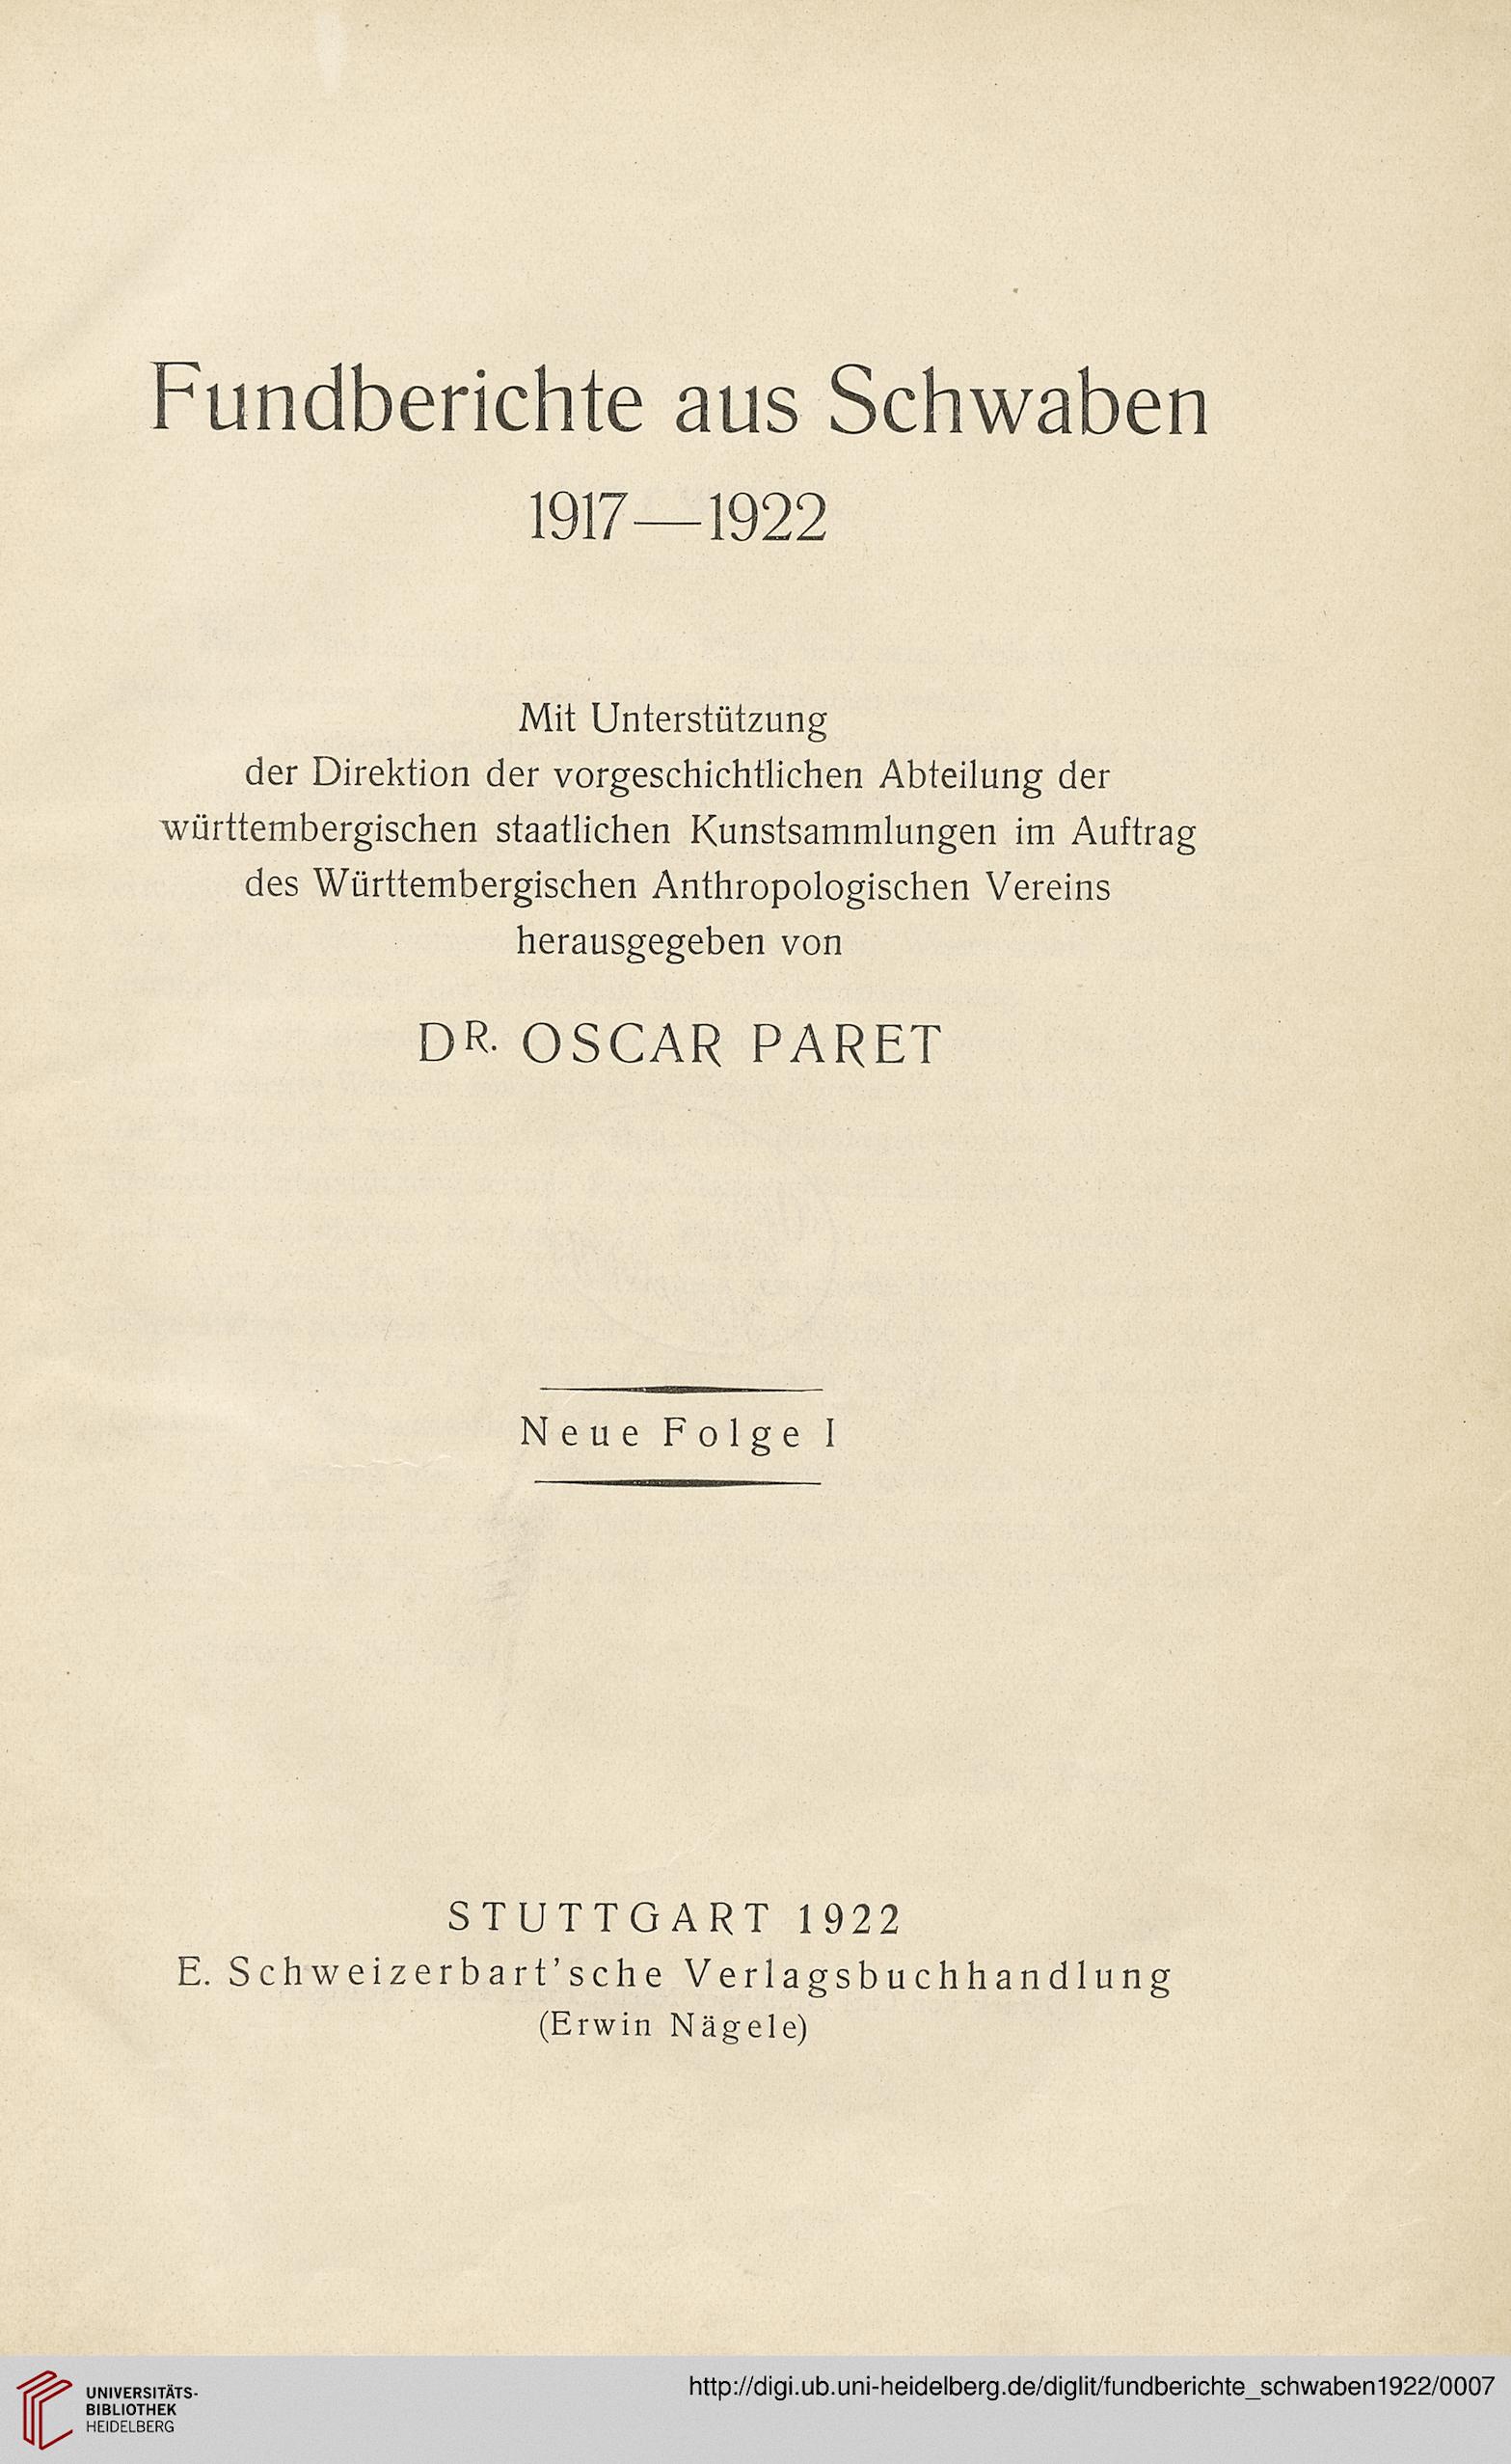 Fundberichte aus Schwaben
1917—1922
Mit Unterstützung
der Direktion der vorgeschichtlichen Abteilung der
württembergischen staatlichen Kunstsammlungen im Auftrag
des Württembergischen Anthropologischen Vereins
herausgegeben von
DR. OSCAR PARET
Neue Folge I
STUTTGART 1922
E. Schweizerbart'sche Verlagsbuchhandlung
(Erwin Nägele)
UNIVERSITÄTS-
BIBLIOTHEK
HEIDELBERG
http://digi.ub.uni-heidelberg.de/diglit/fundberichte_schwaben1922/0007